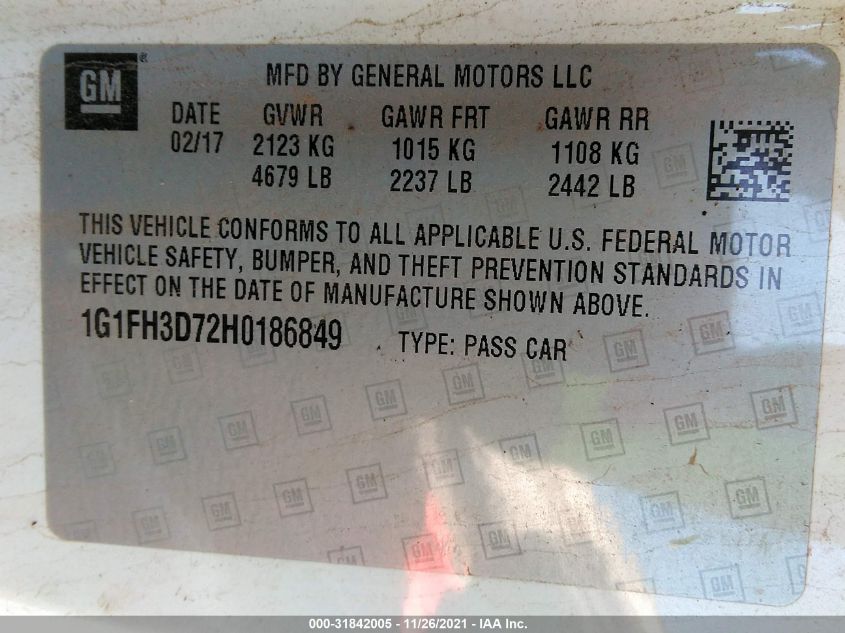 GM ® MFD BY GENERAL MOTORS LLC
DATE GVWR GAWR FRT GAWR RR
02/17 2123 KG 1015 KG 1108 KG
4679 LB 2237 LB 2442 LB
THIS VEHICLE CONFORMS TO ALL APPLICABLE U.S. FEDERAL MOTOR
VEHICLE SAFETY, BUMPER, AND THEFT PREVENTION STANDARDS IN
EFFECT ON THE DATE OF MANUFACTURE SHOWN ABOVE.
1G1FH3D72H0186849 TYPE: PASS CAR
000-31842005 - 11/26/2021 - IAA Inc.